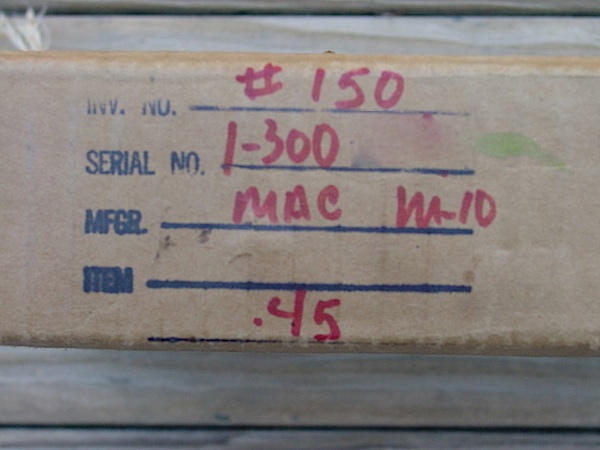 INV. NO. # 150
SERIAL NO. 1-300
MFGR. MAC M-10
ITEM
.45